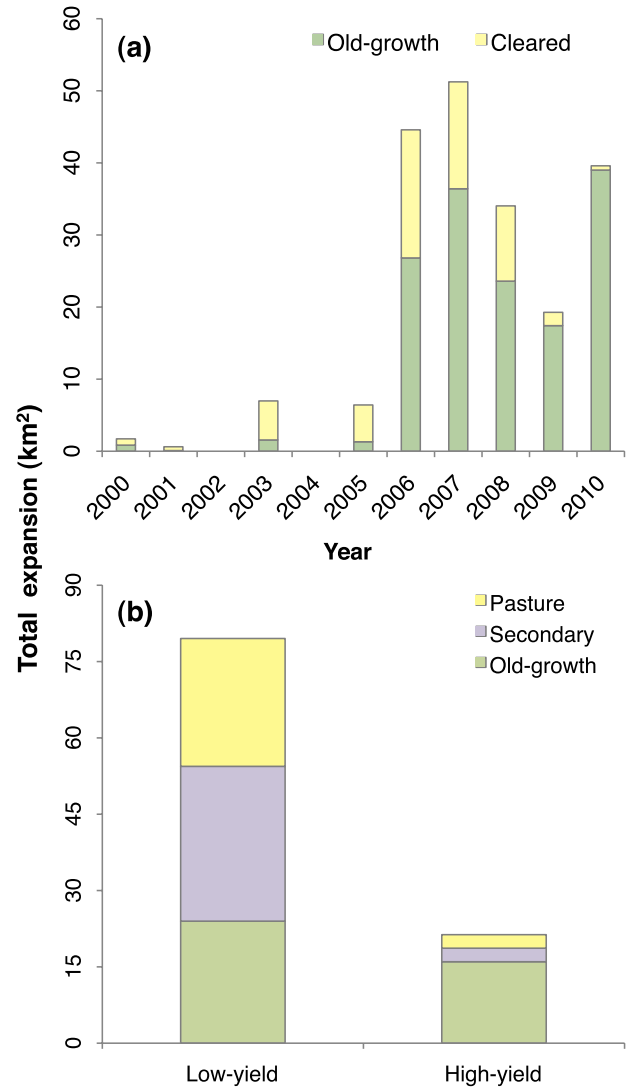 (a)
Old-growth
Cleared
60
50
40
30
20
10
0
2000
2001
2002
2003
2004
2005
2006
2007
2008
2009
2010
Year
Total expansion (km²)
(b)
Pasture
Secondary
Old-growth
90
75
60
45
30
15
0
Low-yield
High-yield